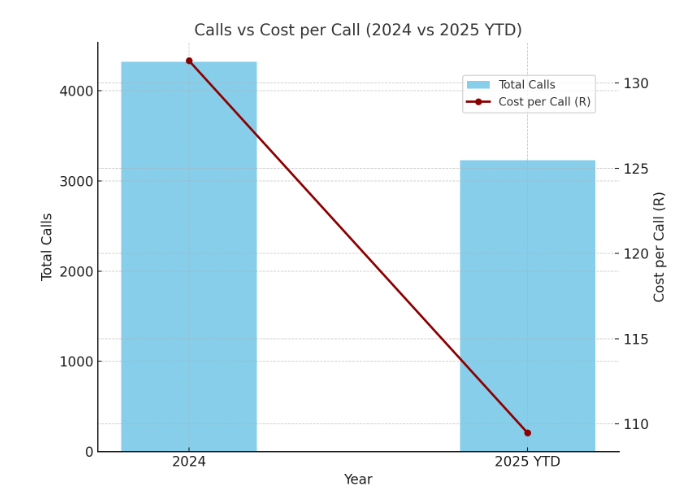 Calls vs Cost per Call (2024 vs 2025 YTD)
Total Calls
Cost per Call (R)
4000
3000
2000
1000
0
Total Calls
130
125
120
115
110
Cost per Call (R)
2024
2025 YTD
Year